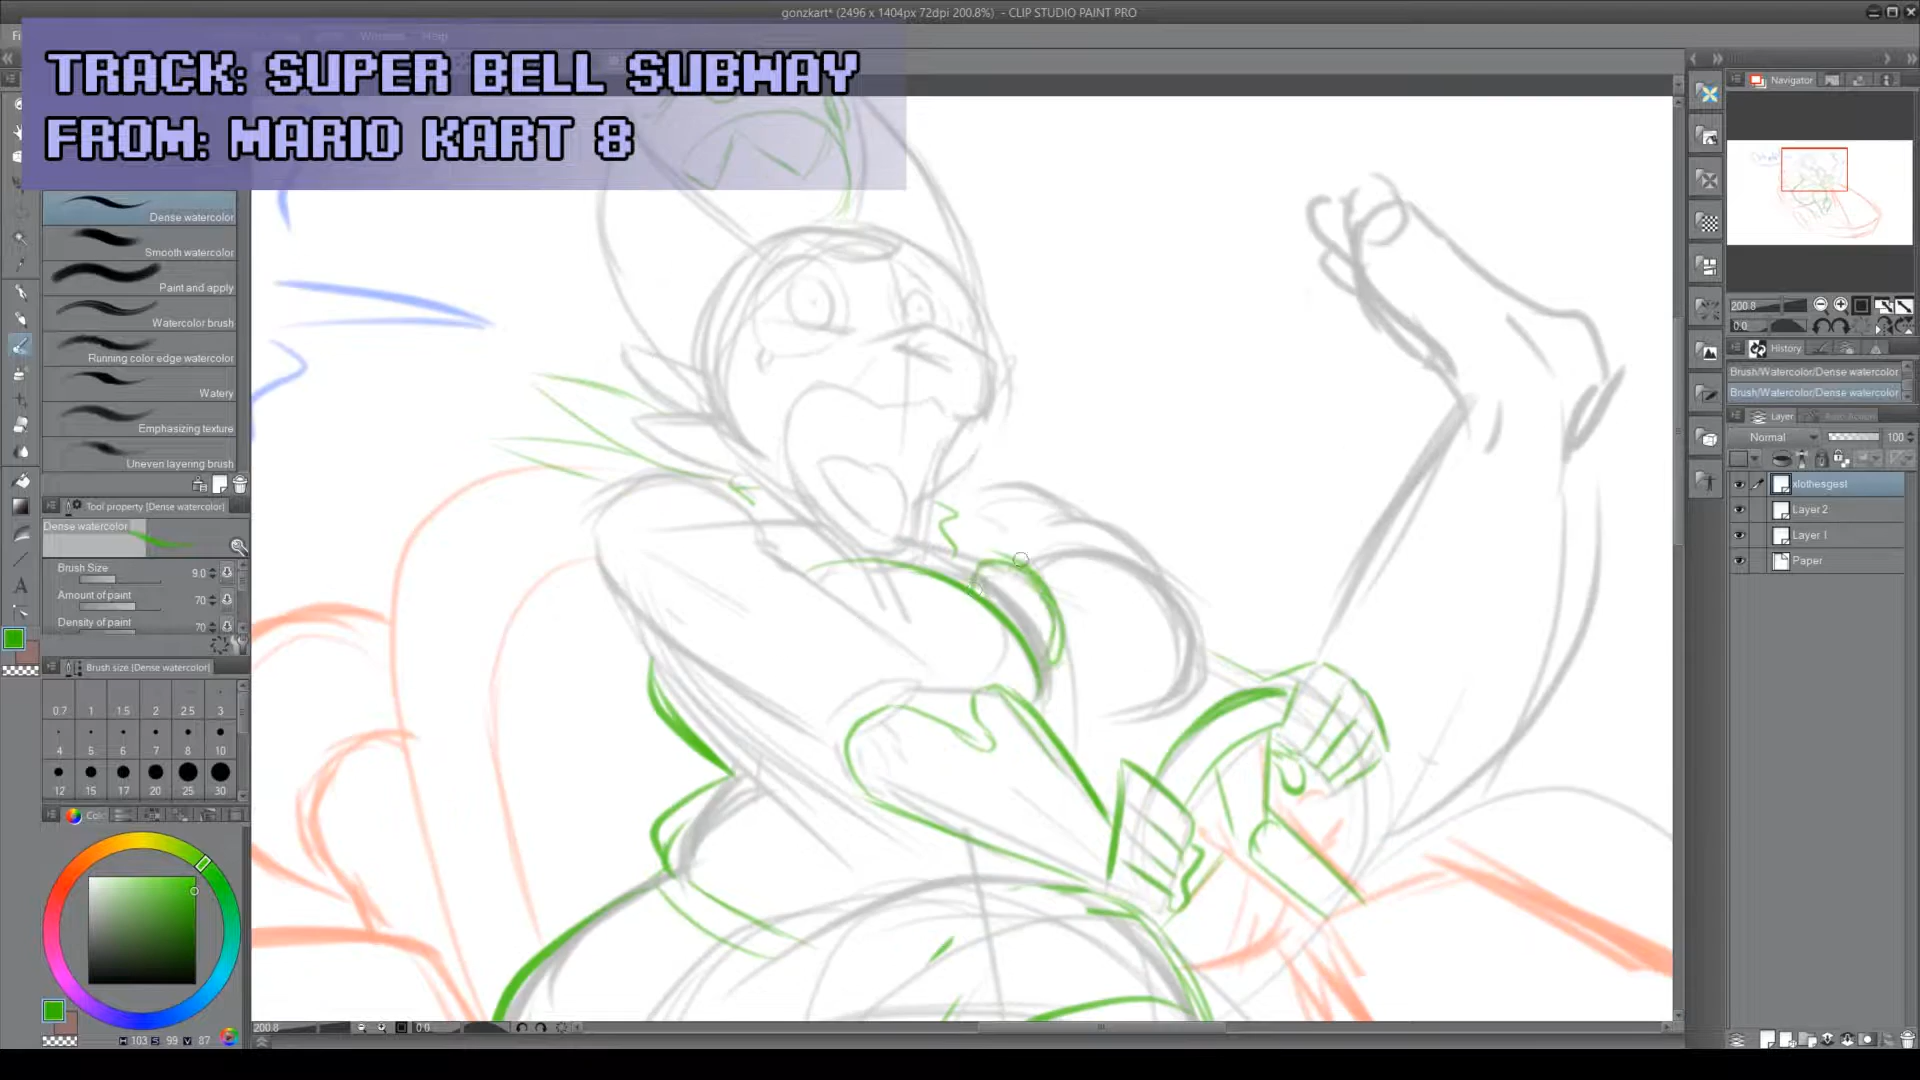 gonzkart* (2496 x 1404px 72dpi 200.8%) - CLIP STUDIO PAINT PRO
TRACK: SUPER BELL SUBWAY
FROM: MARIO KART 8
Dense watercolor
Smooth watercolor
Paint and apply
Watercolor brush
Running color edge watercolor
Watery
Emphasizing texture
Uneven layering brush
Tool property [Dense watercolor]
Dense watercolor
Brush Size 9.0
Amount of paint 70
Density of paint 70
Brush size [Dense watercolor]
0.7 1 1.5 2 2.5 3
4 5 6 7 8 10
12 15 17 20 25 30
H 103 S 99 V 87
200.8 0.0
Navigator
200.8
0.0
History
Brush/Watercolor/Dense watercolor
Brush/Watercolor/Dense watercolor
Layer
Normal 100
xlothesgest
Layer 2
Layer 1
Paper